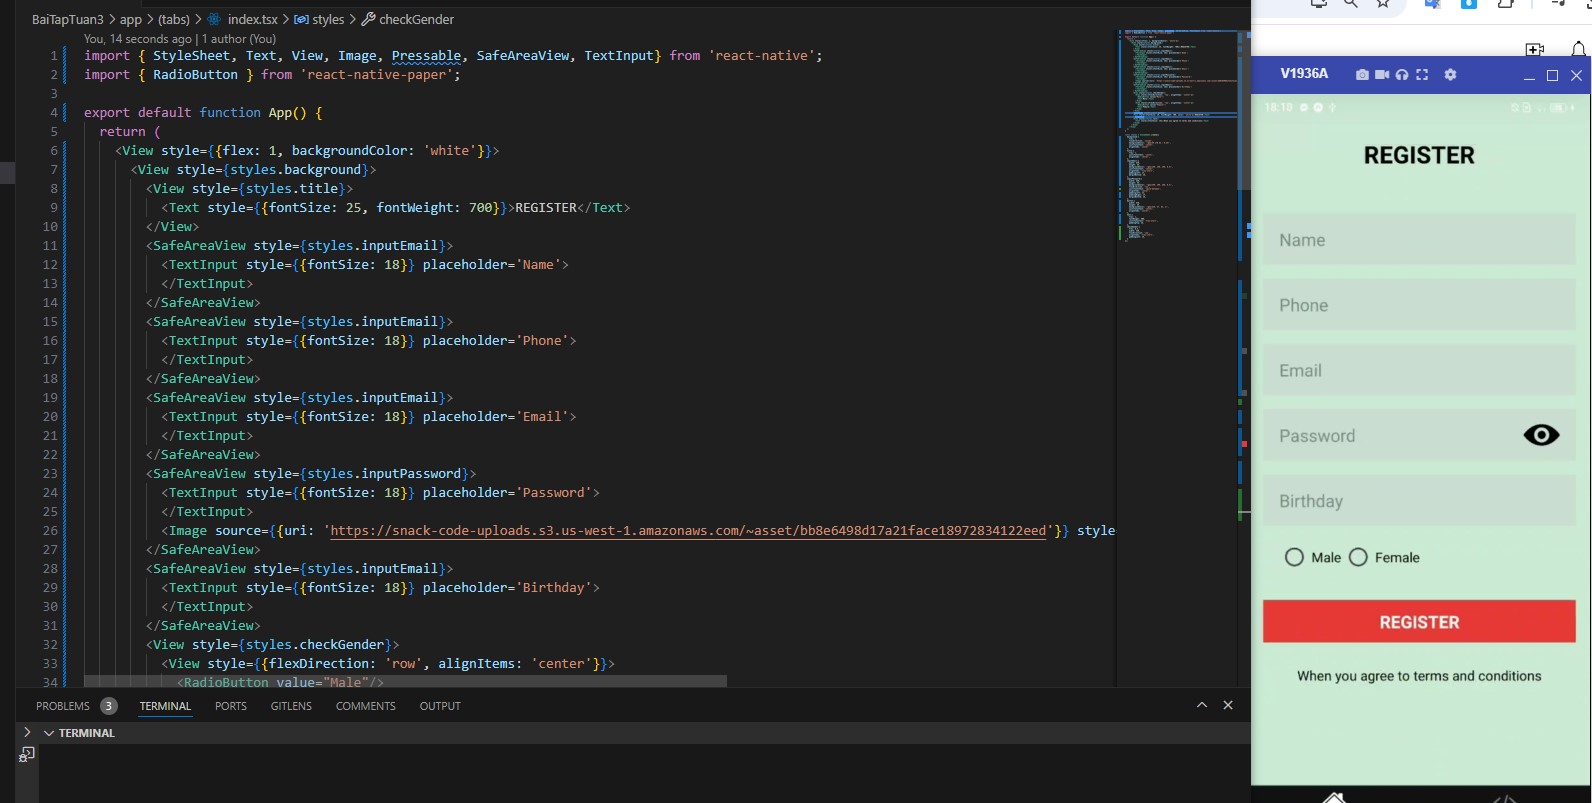 BaiTapTuan3 > app > (tabs) > index.tsx > styles > checkGender
You, 14 seconds ago | 1 author (You)
1 import { StyleSheet, Text, View, Image, Pressable, SafeAreaView, TextInput} from 'react-native';
2 import { RadioButton } from 'react-native-paper';
3
4 export default function App() {
5 return (
6 <View style={{flex: 1, backgroundColor: 'white'}}>
7 <View style={styles.background}>
8 <View style={styles.title}>
9 <Text style={{fontSize: 25, fontWeight: 700}}>REGISTER</Text>
10 </View>
11 <SafeAreaView style={styles.inputEmail}>
12 <TextInput style={{fontSize: 18}} placeholder='Name'>
13 </TextInput>
14 </SafeAreaView>
15 <SafeAreaView style={styles.inputEmail}>
16 <TextInput style={{fontSize: 18}} placeholder='Phone'>
17 </TextInput>
18 </SafeAreaView>
19 <SafeAreaView style={styles.inputEmail}>
20 <TextInput style={{fontSize: 18}} placeholder='Email'>
21 </TextInput>
22 </SafeAreaView>
23 <SafeAreaView style={styles.inputPassword}>
24 <TextInput style={{fontSize: 18}} placeholder='Password'>
25 </TextInput>
26 <Image source={{uri: 'https://snack-code-uploads.s3.us-west-1.amazonaws.com/~asset/bb8e6498d17a21face18972834122eed'}} style
27 </SafeAreaView>
28 <SafeAreaView style={styles.inputEmail}>
29 <TextInput style={{fontSize: 18}} placeholder='Birthday'>
30 </TextInput>
31 </SafeAreaView>
32 <View style={styles.checkGender}>
33 <View style={{flexDirection: 'row', alignItems: 'center'}}>
34 <RadioButton value="Male"/>
PROBLEMS 3 TERMINAL PORTS GITLENS COMMENTS OUTPUT
TERMINAL
V1936A
18:10
REGISTER
Name
Phone
Email
Password
Birthday
Male Female
REGISTER
When you agree to terms and conditions